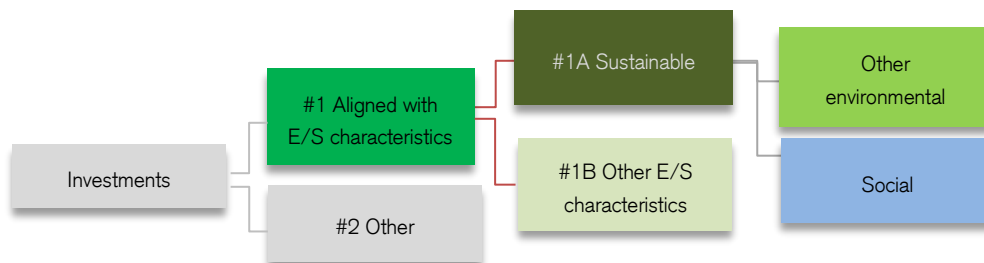 Investments
#1 Aligned with
E/S characteristics
#2 Other
#1A Sustainable
#1B Other E/S
characteristics
Other
environmental
Social